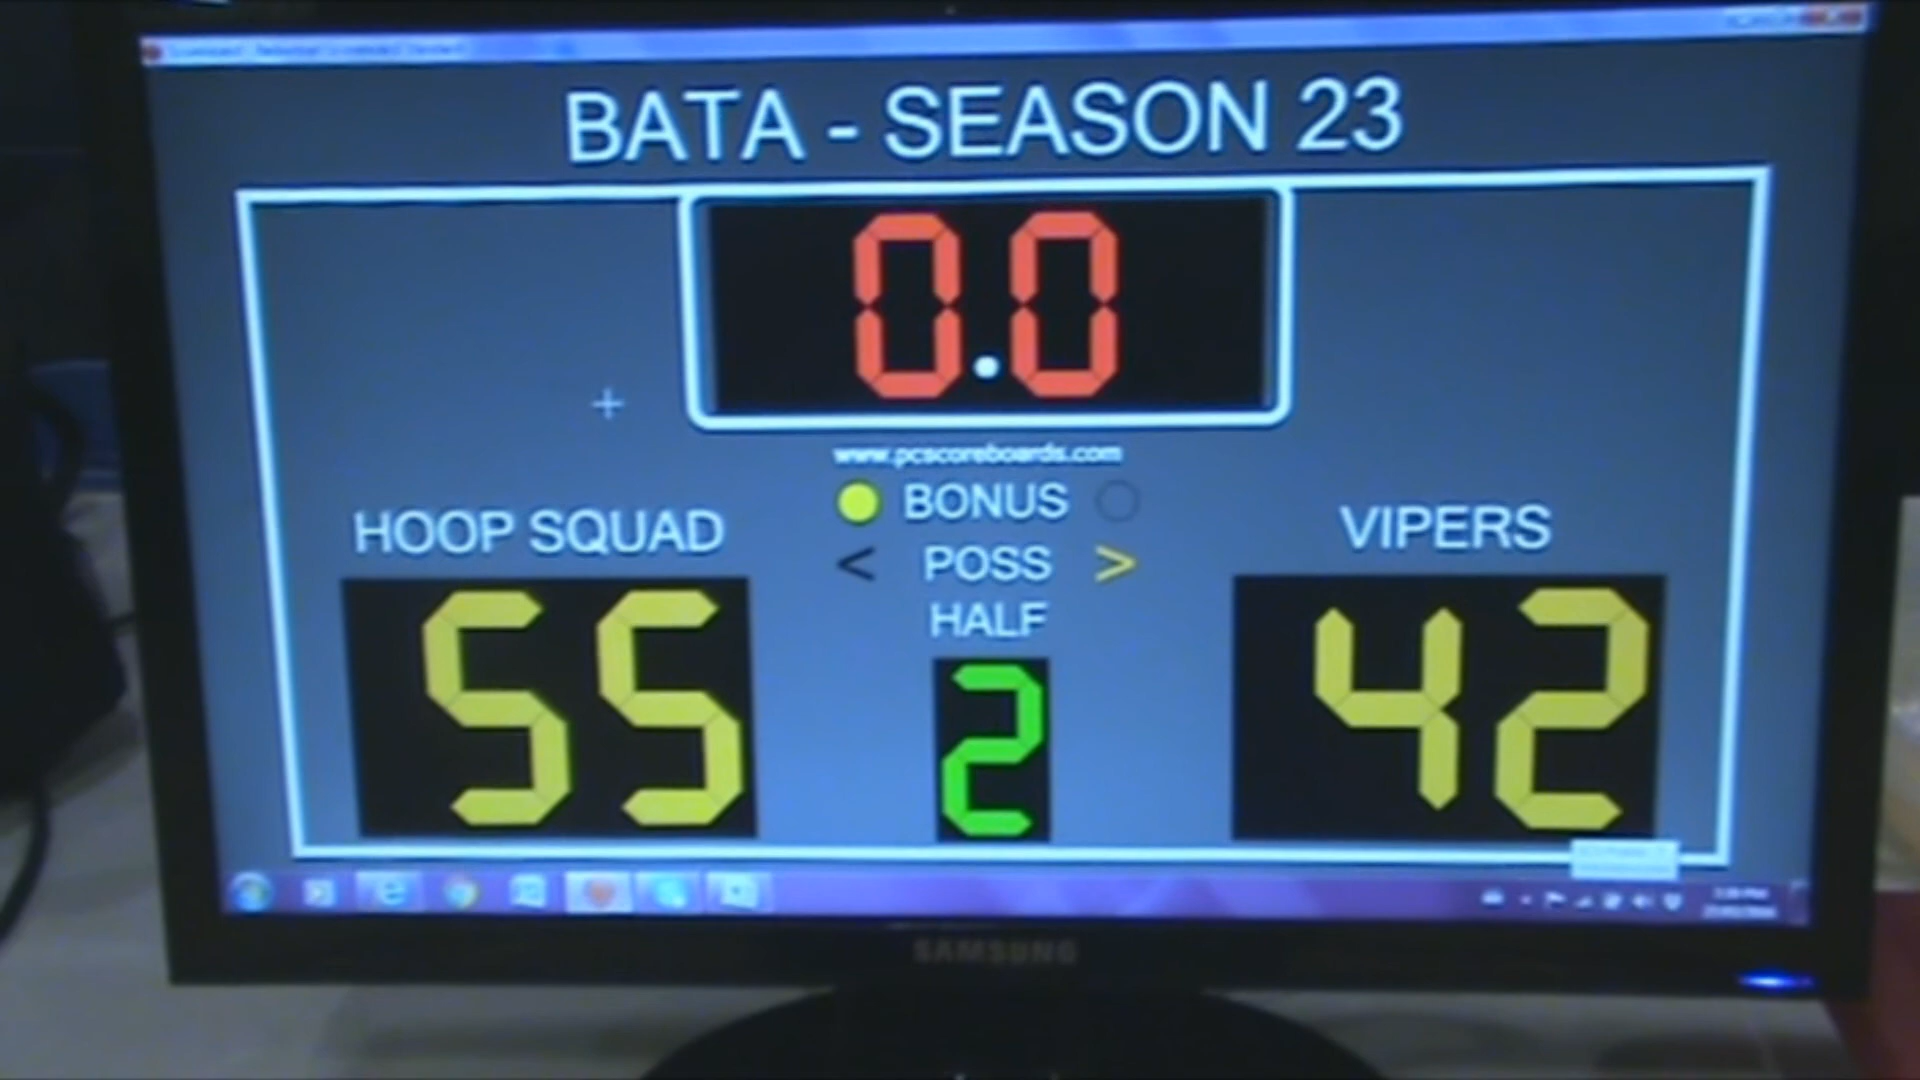 BATA - SEASON 23
0.0
www.pcscoreboards.com
BONUS
HOOP SQUAD
< POSS >
VIPERS
HALF
55
2
42
SAMSUNG